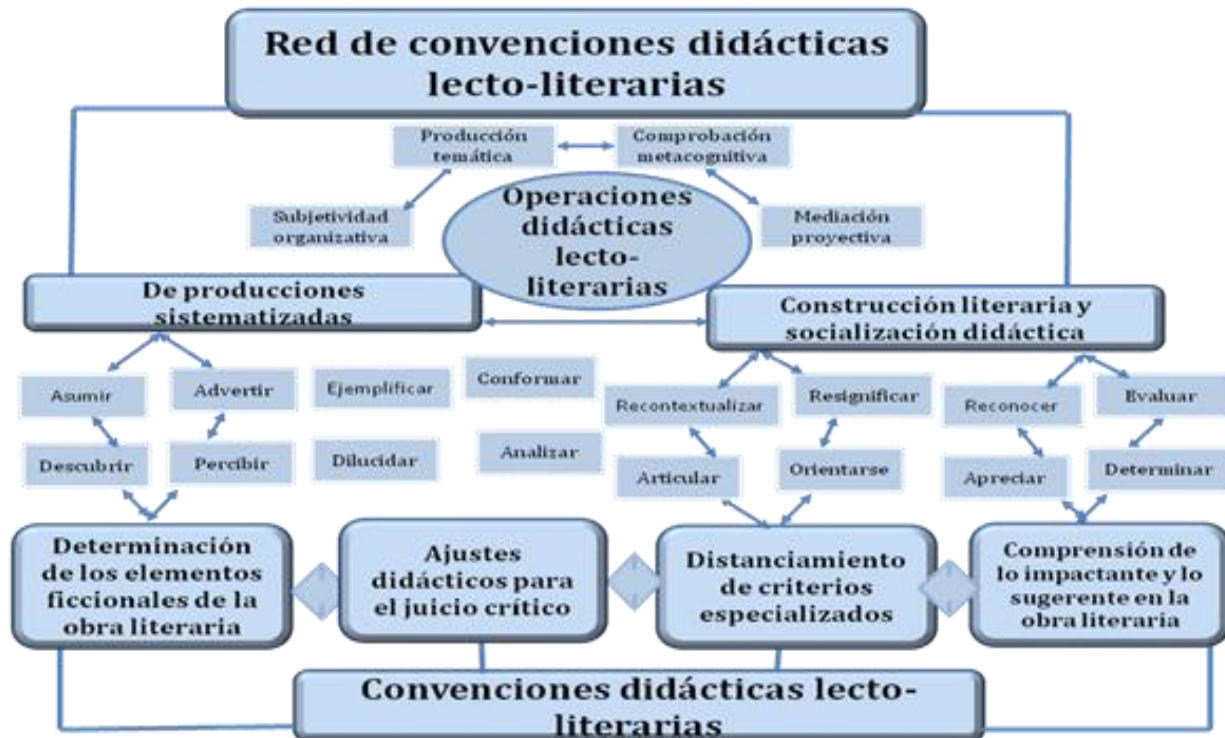 Red de convenciones didácticas
lecto-literarias
Producción
temática
Comprobación
metacognitiva
Subjetividad
organizativa
Operaciones
didácticas
lecto-
literarias
Mediación
proyectiva
De producciones
sistematizadas
Construcción literaria y
socialización didáctica
Asumir
Advertir
Ejemplificar
Conformar
Recontextualizar
Resignificar
Reconocer
Evaluar
Descubrir
Percibir
Dilucidar
Analizar
Articular
Orientarse
Apreciar
Determinar
Determinación
de los elementos
ficcionales de la
obra literaria
Ajustes
didácticos para
el juicio crítico
Distanciamiento
de criterios
especializados
Comprensión de
lo impactante y lo
sugerente en la
obra literaria
Convenciones didácticas lecto-
literarias